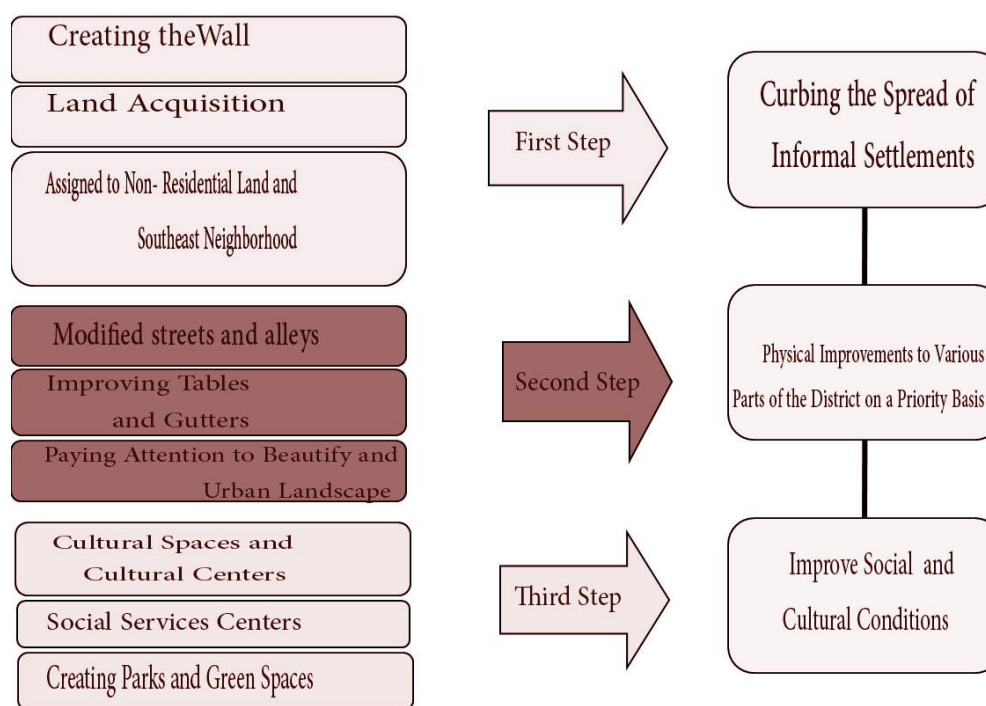 Creating theWall
Land Acquisition
Assigned to Non- Residential Land and
Southeast Neighborhood
First Step
Curbing the Spread of
Informal Settlements
Modified streets and alleys
Improving Tables
and Gutters
Paying Attention to Beautify and
Urban Landscape
Second Step
Physical Improvements to Various
Parts of the District on a Priority Basis
Cultural Spaces and
Cultural Centers
Social Services Centers
Creating Parks and Green Spaces
Third Step
Improve Social and
Cultural Conditions